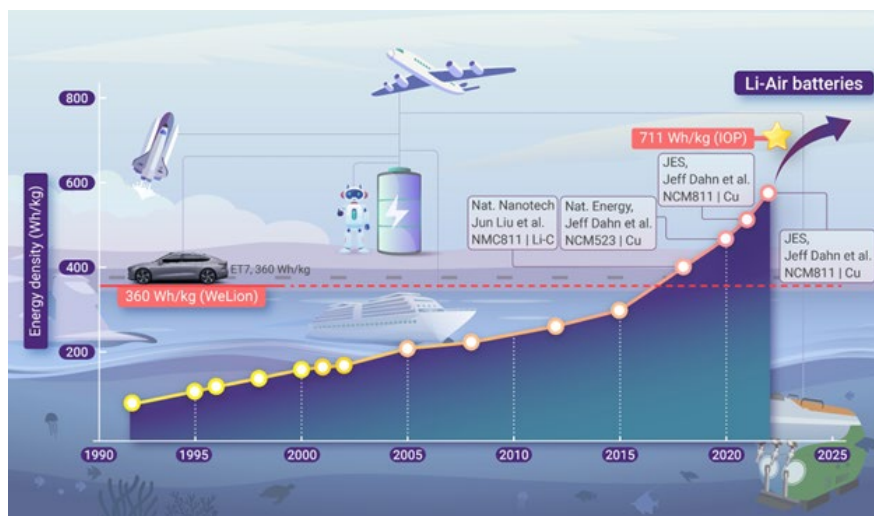 800
Li-Air batteries
711 Wh/kg (IOP)
JES,
Jeff Dahn et al.
NCM811 | Cu
600
Nat. Nanotech
Jun Liu et al.
NMC811 | Li-C
Nat. Energy,
Jeff Dahn et al.
NCM523 | Cu
JES,
Jeff Dahn et al.
NCM811 | Cu
Energy density (Wh/kg)
400
ET7, 360 Wh/kg
360 Wh/kg (WeLion)
200
1990
1995
2000
2005
2010
2015
2020
2025